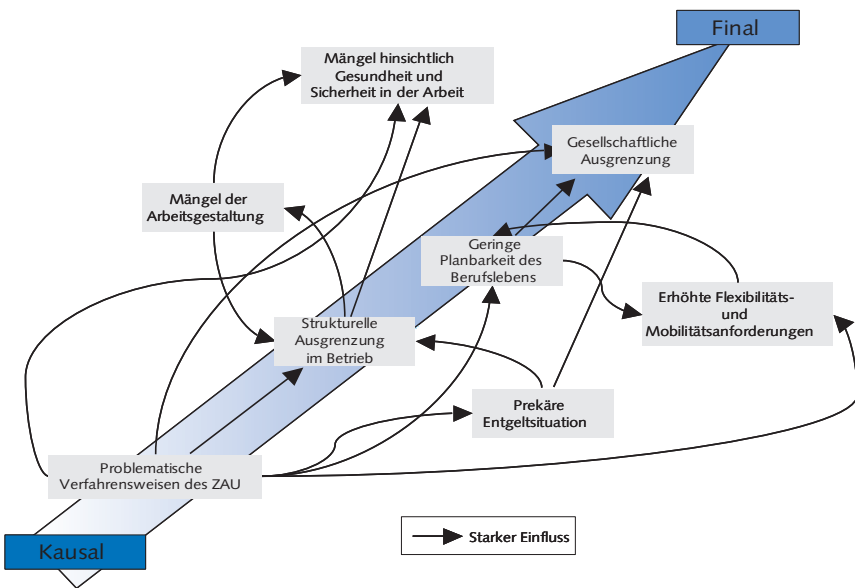 Final
Mängel hinsichtlich
Gesundheit und
Sicherheit in der Arbeit
Gesellschaftliche
Ausgrenzung
Mängel der
Arbeitsgestaltung
Geringe
Planbarkeit des
Berufslebens
Erhöhte Flexibilitäts-
und
Mobilitätsanforderungen
Strukturelle
Ausgrenzung
im Betrieb
Prekäre
Entgeltsituation
Problematische
Verfahrensweisen des ZAU
Kausal
Starker Einfluss